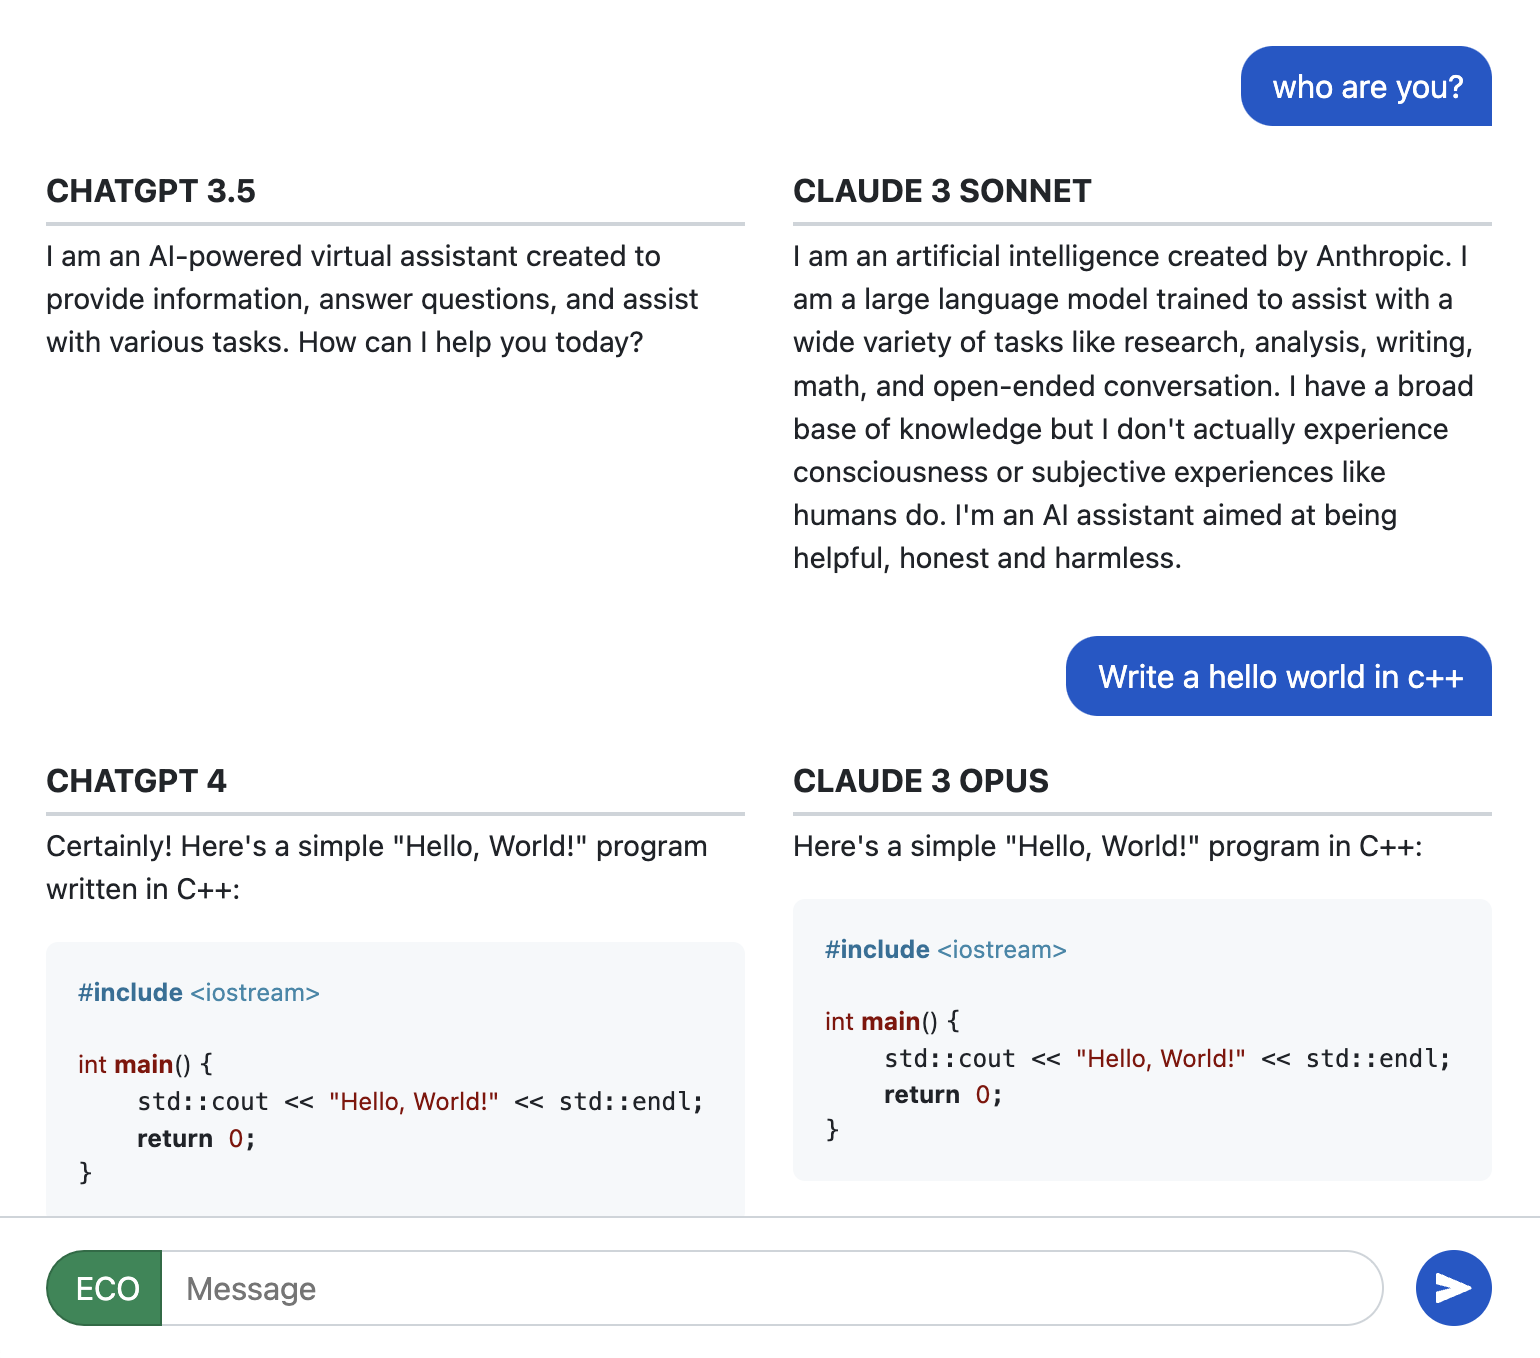 who are you?
CHATGPT 3.5
I am an AI-powered virtual assistant created to
provide information, answer questions, and assist
with various tasks. How can I help you today?
CLAUDE 3 SONNET
I am an artificial intelligence created by Anthropic. I
am a large language model trained to assist with a
wide variety of tasks like research, analysis, writing,
math, and open-ended conversation. I have a broad
base of knowledge but I don't actually experience
consciousness or subjective experiences like
humans do. I'm an AI assistant aimed at being
helpful, honest and harmless.
Write a hello world in c++
CHATGPT 4
Certainly! Here's a simple "Hello, World!" program
written in C++:
#include <iostream>
int main() {
    std::cout << "Hello, World!" << std::endl;
    return 0;
}
CLAUDE 3 OPUS
Here's a simple "Hello, World!" program in C++:
#include <iostream>
int main() {
    std::cout << "Hello, World!" << std::endl;
    return 0;
}
ECO
Message